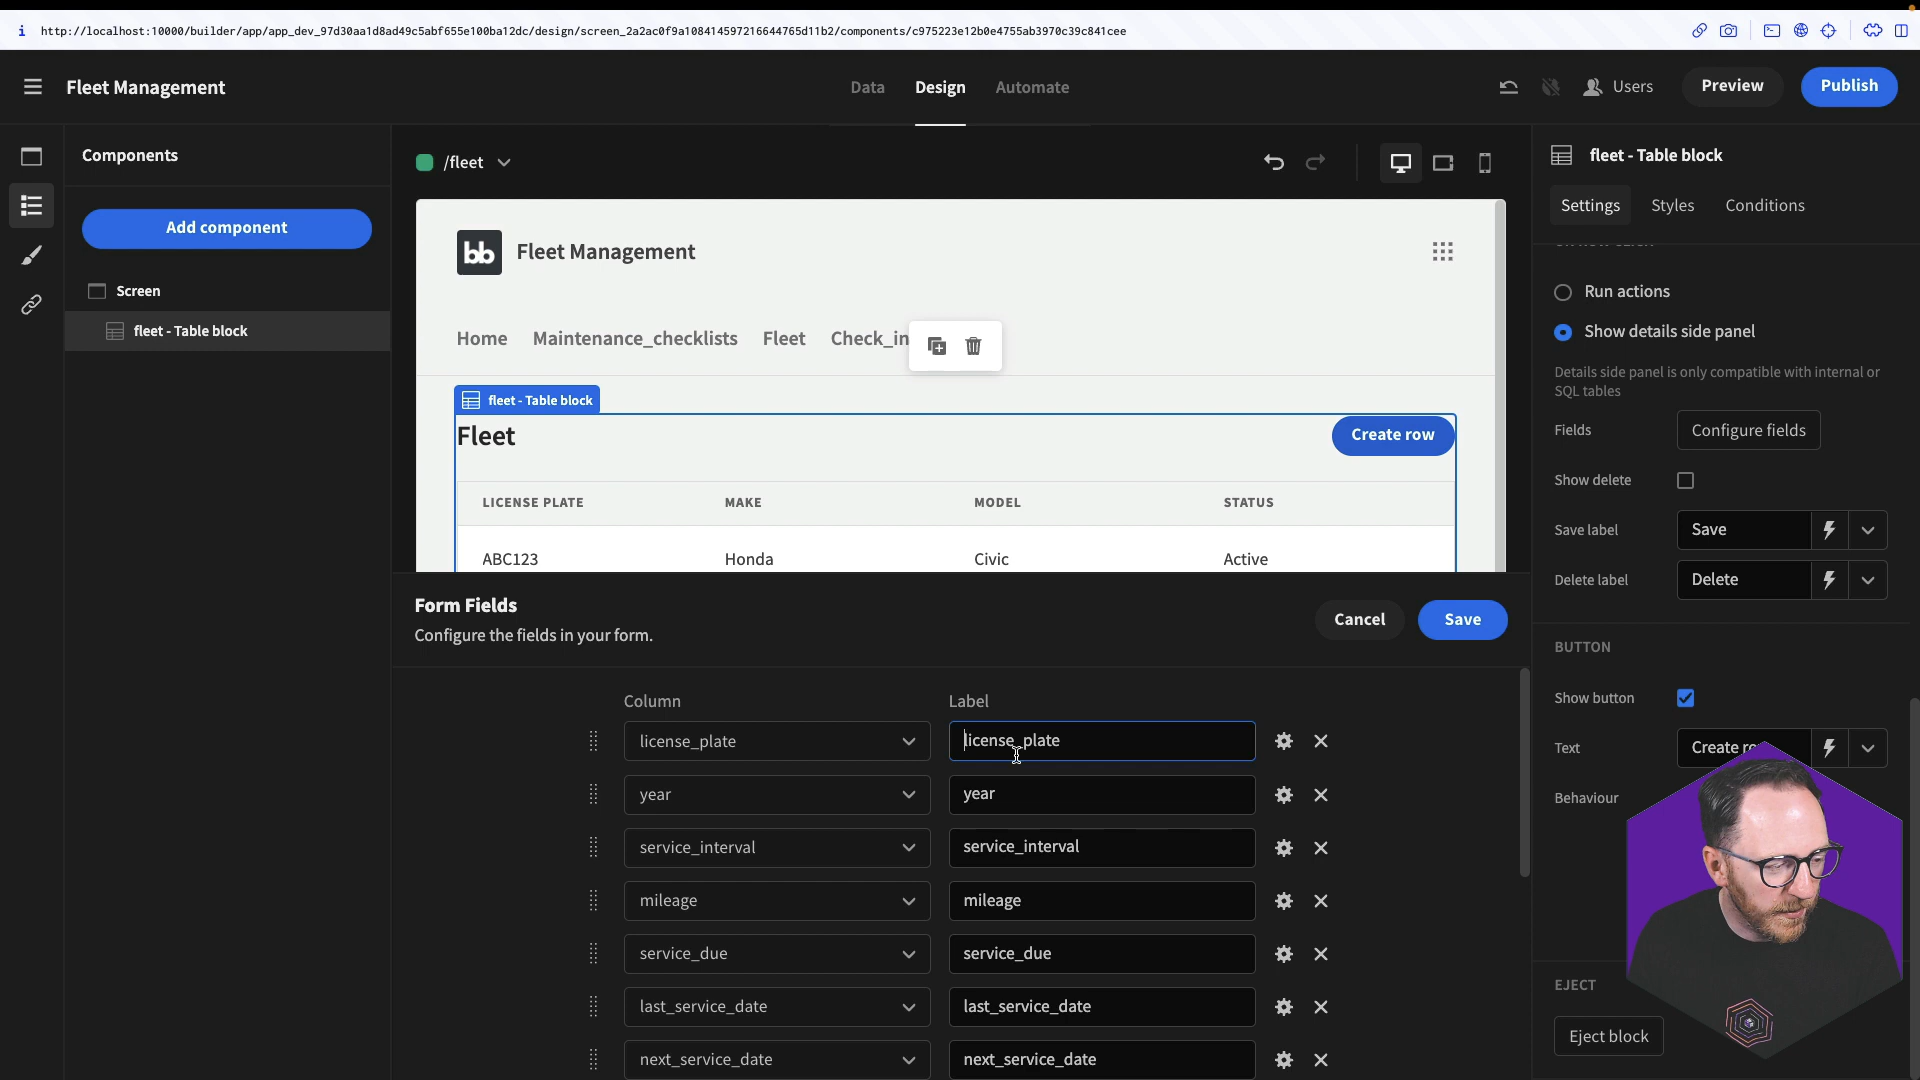 http://localhost:10000/builder/app/app_dev_97d30aa1d8ad49c5abf655e100ba12dc/design/screen_2a2ac0f9a108414597216644765d11b2/components/c975223e12b0e4755ab3970c39c841cee
Fleet Management
Data
Design
Automate
Users
Preview
Publish
Components
Add component
Screen
fleet - Table block
/fleet
bb
Fleet Management
Home
Maintenance_checklists
Fleet
Check_in
fleet - Table block
Fleet
Create row
LICENSE PLATE
MAKE
MODEL
STATUS
ABC123
Honda
Civic
Active
Form Fields
Configure the fields in your form.
Cancel
Save
Column
Label
license_plate
license_plate
year
year
service_interval
service_interval
mileage
mileage
service_due
service_due
last_service_date
last_service_date
next_service_date
next_service_date
fleet - Table block
Settings
Styles
Conditions
Run actions
Show details side panel
Details side panel is only compatible with internal or
SQL tables
Fields
Configure fields
Show delete
Save label
Save
Delete label
Delete
BUTTON
Show button
Text
Create ro
Behaviour
EJECT
Eject block